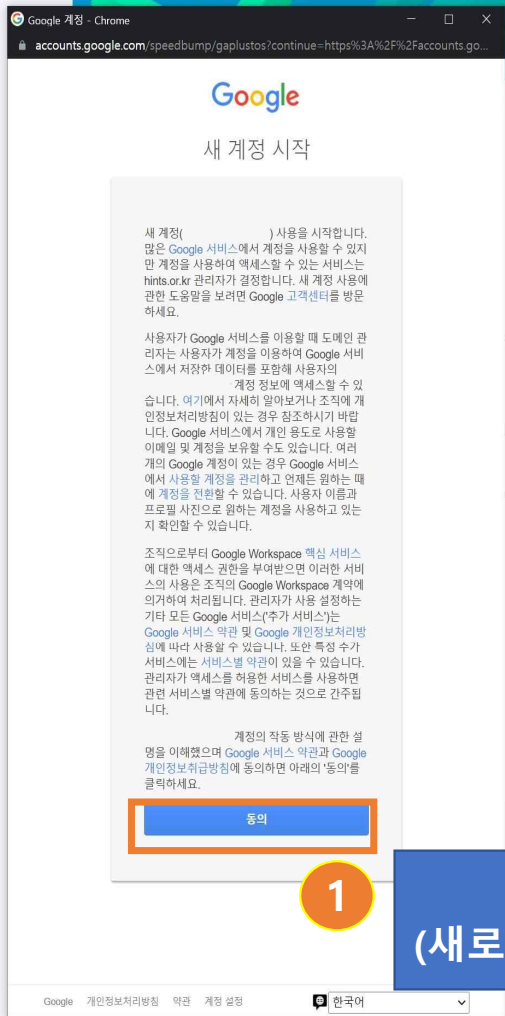 Google 계정 - Chrome
accounts.google.com/speedbump/gaplustos?continue=https%3A%2F%2Faccounts.go...
Google
새 계정 시작
새 계정( ) 사용을 시작합니다.
많은 Google 서비스에서 계정을 사용할 수 있지
만 계정을 사용하여 액세스할 수 있는 서비스는
hints.or.kr 관리자가 결정합니다. 새 계정 사용에
관한 도움말을 보려면 Google 고객센터를 방문
하세요.
사용자가 Google 서비스를 이용할 때 도메인 관
리자는 사용자가 계정을 이용하여 Google 서비
스에서 저장한 데이터를 포함해 사용자의
계정 정보에 액세스할 수 있
습니다. 여기에서 자세히 알아보거나 조직에 개
인정보처리방침이 있는 경우 참조하시기 바랍
니다. Google 서비스에서 개인 용도로 사용할
이메일 및 계정을 보유할 수도 있습니다. 여러
개의 Google 계정이 있는 경우 Google 서비스
에서 사용할 계정을 관리하고 언제든 원하는 때
에 계정을 전환할 수 있습니다. 사용자 이름과
프로필 사진으로 원하는 계정을 사용하고 있는
지 확인할 수 있습니다.
조직으로부터 Google Workspace 핵심 서비스
에 대한 액세스 권한을 부여받으면 이러한 서비
스의 사용은 조직의 Google Workspace 계약에
의거하여 처리됩니다. 관리자가 사용 설정하는
기타 모든 Google 서비스('추가 서비스')는
Google 서비스 약관 및 Google 개인정보처리방
침에 따라 사용할 수 있습니다. 또한 특정 추가
서비스에는 서비스별 약관이 있을 수 있습니다.
관리자가 액세스를 허용한 서비스를 사용하면
관련 서비스별 약관에 동의하는 것으로 간주됩
니다.
계정의 작동 방식에 관한 설
명을 이해했으며 Google 서비스 약관과 Google
개인정보취급방침에 동의하면 아래의 '동의'를
클릭하세요.
동의
1
(새로
Google 개인정보처리방침 약관 계정 설정 한국어